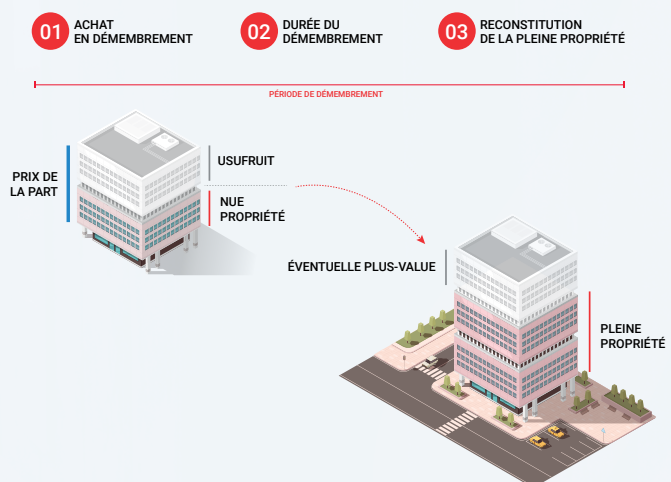 01 ACHAT
EN DÉMEMBREMENT
02 DURÉE DU
DÉMEMBREMENT
03 RECONSTITUTION
DE LA PLEINE PROPRIÉTÉ
PÉRIODE DE DÉMEMBREMENT
PRIX DE
LA PART
USUFRUIT
NUE
PROPRIÉTÉ
ÉVENTUELLE PLUS-VALUE
PLEINE
PROPRIÉTÉ